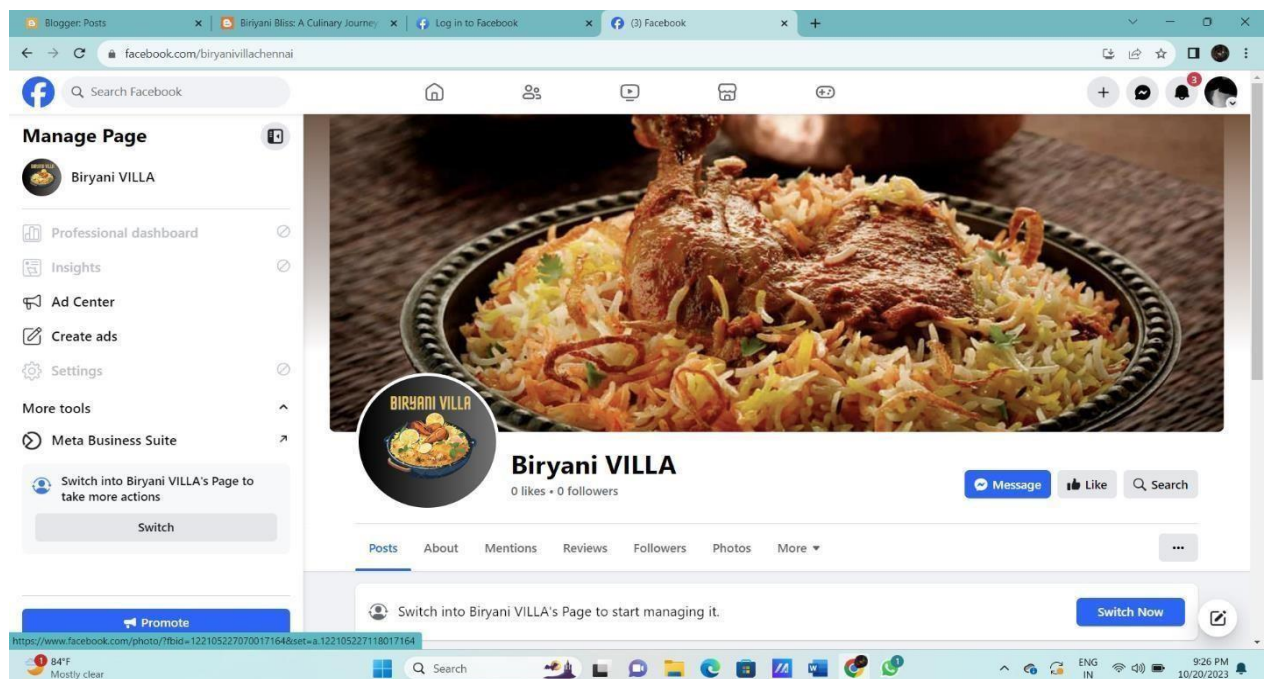 Blogger: Posts
Biriyani Bliss: A Culinary Journey
Log in to Facebook
(3) Facebook
facebook.com/biryanivillachennai
Search Facebook
3
Manage Page
Biryani VILLA
Professional dashboard
Insights
Ad Center
Create ads
Settings
More tools
Meta Business Suite
Switch into Biryani VILLA's Page to
take more actions
Switch
Promote
BIRYANI VILLA
Biryani VILLA
0 likes • 0 followers
Message
Like
Search
Posts About Mentions Reviews Followers Photos More
Switch into Biryani VILLA's Page to start managing it.
Switch Now
https://www.facebook.com/photo/?fbid=122105227070017164&set=a.122105227118017164
84°F
Mostly clear
Search
ENG
IN
9:26 PM
10/20/2023